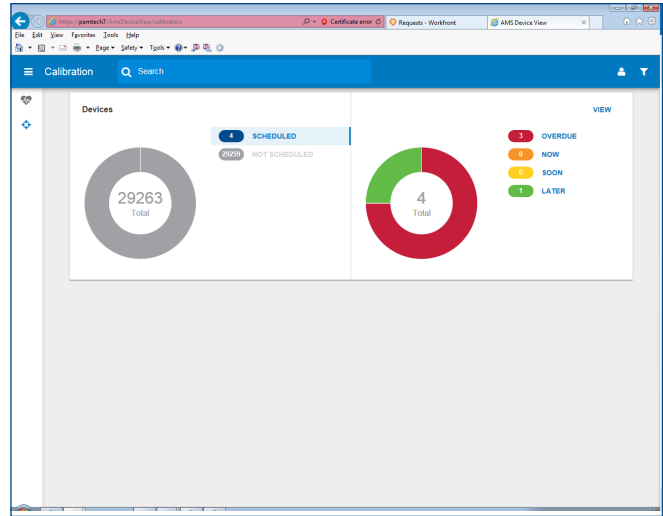 https://pamtech7/AmsDeviceView/calibration
Certificate error
Requests - Workfront
AMS Device View
File Edit View Favorites Tools Help
Page Safety Tools
Calibration
Search
Devices
VIEW
4 SCHEDULED
29259 NOT SCHEDULED
29263
Total
3 OVERDUE
0 NOW
0 SOON
1 LATER
4
Total